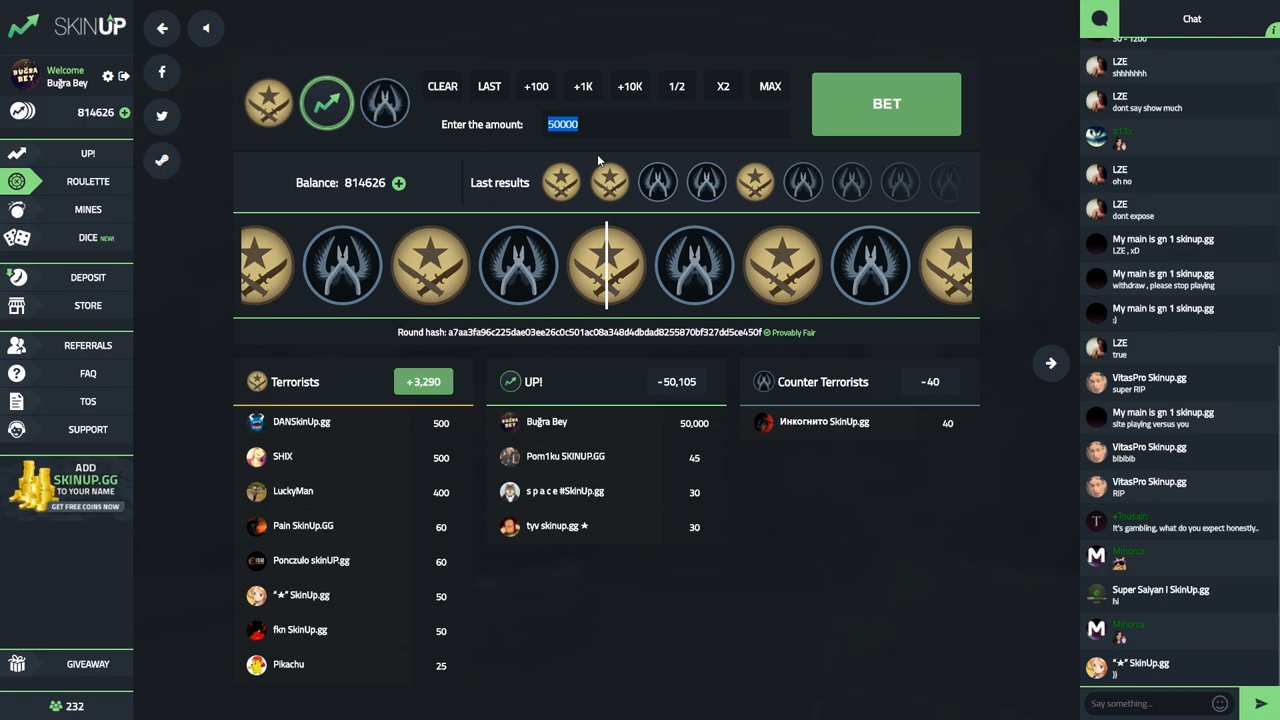 SKINUP
Welcome
Buğra Bey
814626
UP!
ROULETTE
MINES
DICE NEW!
DEPOSIT
STORE
REFERRALS
FAQ
TOS
SUPPORT
ADD
SKINUP.GG
TO YOUR NAME
GET FREE COINS NOW
GIVEAWAY
232
CLEAR LAST +100 +1K +10K 1/2 X2 MAX
Enter the amount: 50000
BET
Balance: 814626
Last results
Round hash: a7aa3fa96c225dae03ee26c0c501ac08a348d4dbdad8255870bf327dd5ce450f Provably Fair
Terrorists +3,290
DANSkinUp.gg 500
SHIX 500
LuckyMan 400
Pain SkinUp.GG 60
Ponczulo skinUP.gg 60
“★” SkinUp.gg 50
fkn SkinUp.gg 50
Pikachu 25
UP! -50,105
Buğra Bey 50,000
Pom1ku SKINUP.GG 45
s p a c e #SkinUp.gg 30
tyv skinup.gg ★ 30
Counter Terrorists -40
Инкогнито SkinUp.gg 40
Chat
i
30 - 1200
LZE
shhhhhhh
LZE
dont say show much
a13x
LZE
oh no
LZE
dont expose
My main is gn 1 skinup.gg
LZE , xD
My main is gn 1 skinup.gg
withdraw , please stop playing
My main is gn 1 skinup.gg
:)
LZE
true
VitasPro Skinup.gg
super RIP
My main is gn 1 skinup.gg
site playing versus you
VitasPro Skinup.gg
blblblb
VitasPro Skinup.gg
RIP
♠Tousain
It's gambling, what do you expect honestly..
Minorca
Super Saiyan I SkinUp.gg
hi
Minorca
“★” SkinUp.gg
))
Say something...